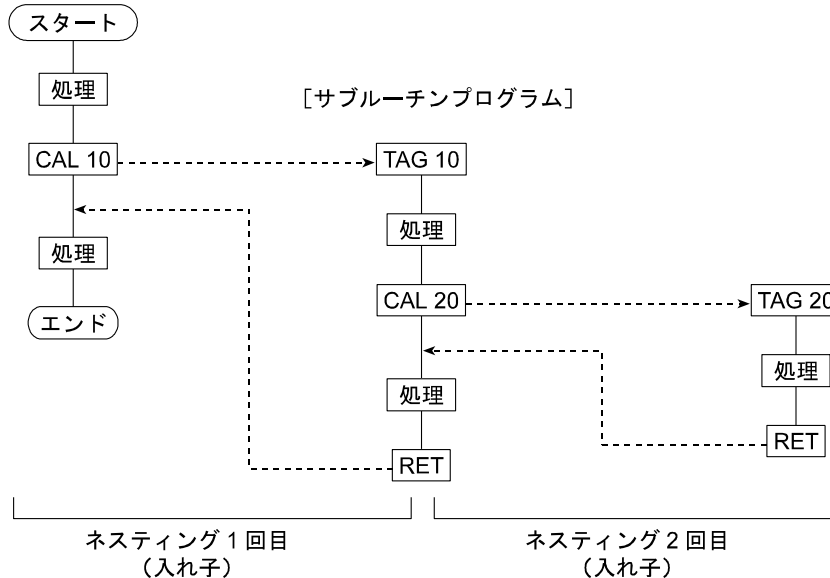 スタート
処理
[サブルーチンプログラム]
CAL 10
TAG 10
処理
処理
CAL 20
TAG 20
エンド
処理
処理
RET
RET
ネスティング 1 回目
(入れ子)
ネスティング 2 回目
(入れ子)